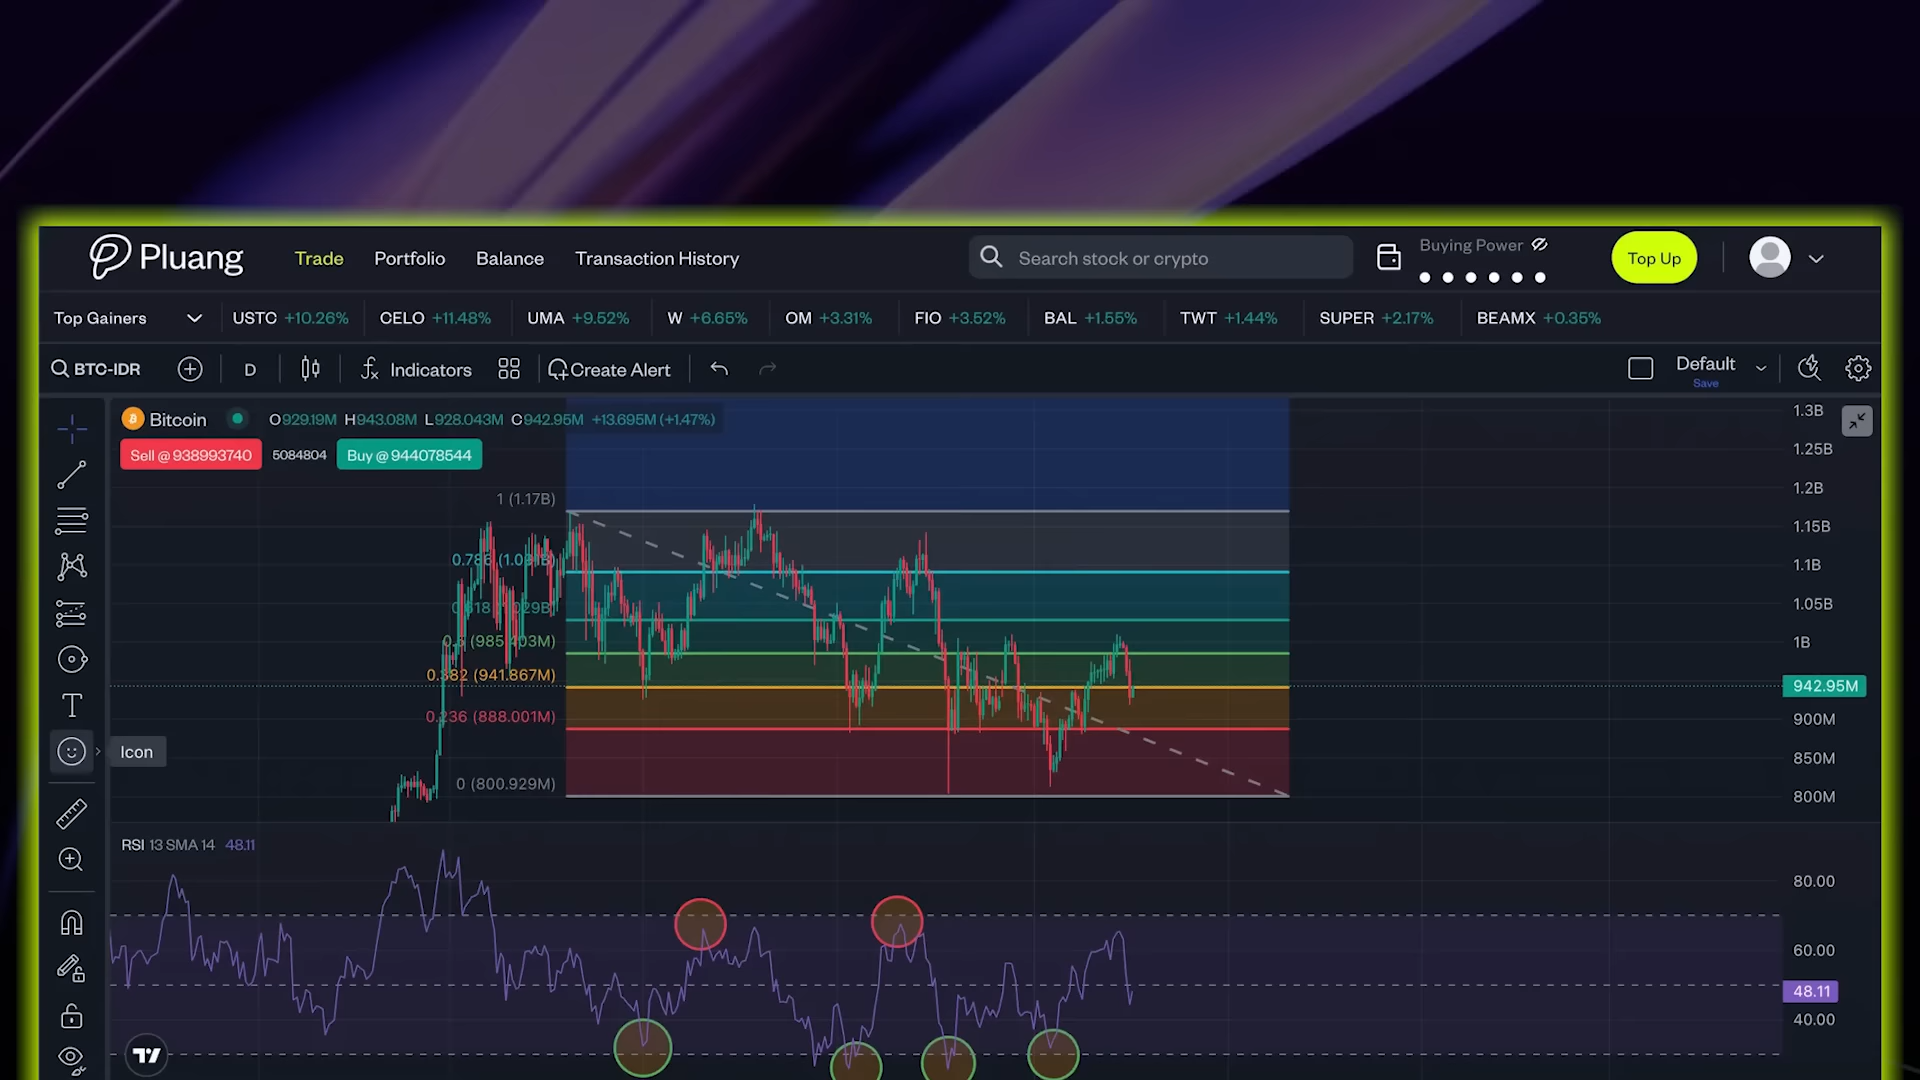 Pluang
Trade Portfolio Balance Transaction History
Search stock or crypto
Buying Power
Top Up
Top Gainers USTC +10.26% CELO +11.48% UMA +9.52% W +6.65% OM +3.31% FIO +3.52% BAL +1.55% TWT +1.44% SUPER +2.17% BEAMX +0.35%
BTC-IDR D Indicators Create Alert Default
Save
Bitcoin O929.19M H943.08M L928.043M C942.95M +13.695M (+1.47%)
Sell @ 938993740 5084804 Buy @ 944078544
1.3B
1.25B
1.2B
1.15B
1.1B
1.05B
1B
942.95M
900M
850M
800M
1 (1.17B)
0.5 (985.403M)
0.382 (941.867M)
0.236 (888.001M)
0 (800.929M)
T
Icon
RSI 13 SMA 14 48.11
80.00
60.00
48.11
40.00